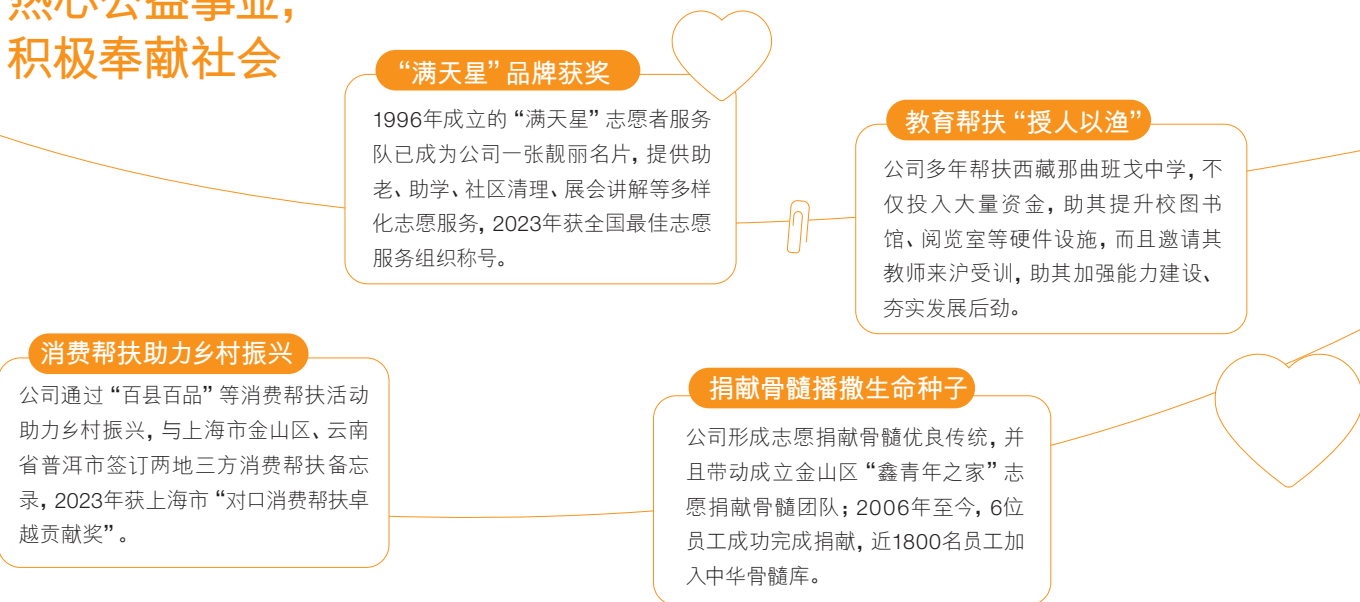 热心公益事业，
积极奉献社会
“满天星”品牌获奖
1996年成立的“满天星”志愿者服务
队已成为公司一张靓丽名片，提供助
老、助学、社区清理、展会讲解等多样
化志愿服务，2023年获全国最佳志愿
服务组织称号。
教育帮扶“授人以渔”
公司多年帮扶西藏那曲班戈中学，不
仅投入大量资金，助其提升校图书
馆、阅览室等硬件设施，而且邀请其
教师来沪受训，助其加强能力建设、
夯实发展后劲。
消费帮扶助力乡村振兴
公司通过“百县百品”等消费帮扶活动
助力乡村振兴，与上海市金山区、云南
省普洱市签订两地三方消费帮扶备忘
录，2023年获上海市“对口消费帮扶卓
越贡献奖”。
捐献骨髓播撒生命种子
公司形成志愿捐献骨髓优良传统，并
且带动成立金山区“鑫青年之家”志
愿捐献骨髓团队；2006年至今，6位
员工成功完成捐献，近1800名员工加
入中华骨髓库。